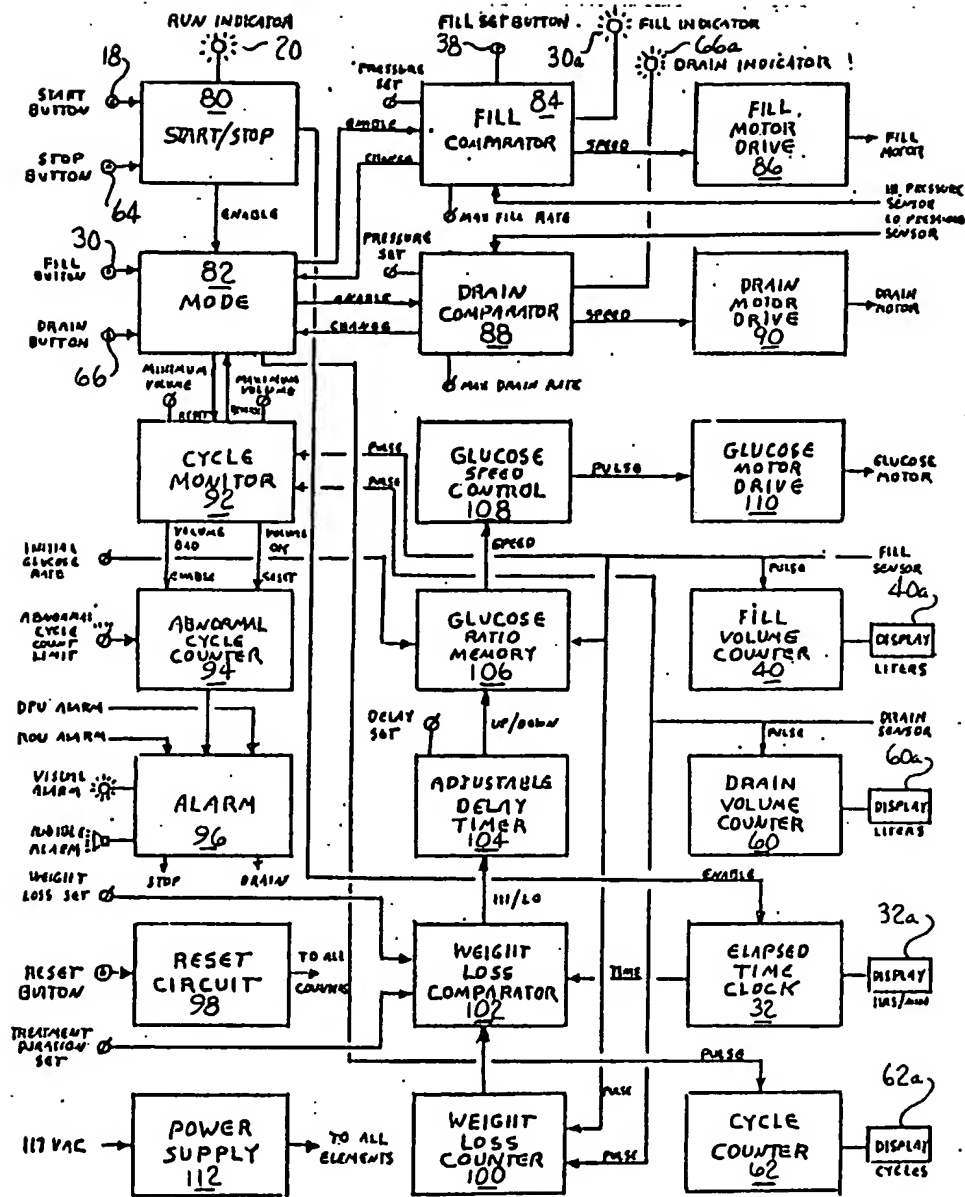 RUN INDICATOR
20
18
START
BUTTON
80
START/STOP
STOP
BUTTON
64
ENABLE
FILL SET BUTTON
38
30a
FILL INDICATOR
66a
DRAIN INDICATOR
PRESSURE
SET
84
FILL
COMPARATOR
ENABLE
CHANGE
SPEED
FILL
MOTOR
DRIVE
86
FILL
MOTOR
MAX FILL RATE
HI PRESSURE
SENSOR
LO PRESSURE
SENSOR
30
FILL
BUTTON
82
MODE
DRAIN
BUTTON
66
PRESSURE
SET
ENABLE
CHANGE
DRAIN
COMPARATOR
88
SPEED
DRAIN
MOTOR
DRIVE
90
DRAIN
MOTOR
MAX DRAIN RATE
MINIMUM
VOLUME
MAXIMUM
VOLUME
CYCLE
MONITOR
92
PULSE
PULSE
GLUCOSE
SPEED
CONTROL
108
PULSE
GLUCOSE
MOTOR
DRIVE
110
GLUCOSE
MOTOR
VOLUME
BAD
VOLUME
OK
SPEED
INITIAL
GLUCOSE
RATE
ENABLE
RESET
FILL
SENSOR
PULSE
40a
ABNORMAL
CYCLE
COUNT
LIMIT
ABNORMAL
CYCLE
COUNTER
94
GLUCOSE
RATIO
MEMORY
106
FILL
VOLUME
COUNTER
40
DISPLAY
LITERS
DPU ALARM
ROU ALARM
DELAY
SET
UP/DOWN
DRAIN
SENSOR
PULSE
60a
VISUAL
ALARM
AUDIBLE
ALARM
ALARM
96
STOP
DRAIN
ADJUSTABLE
DELAY
TIMER
104
DRAIN
VOLUME
COUNTER
60
DISPLAY
LITERS
WEIGHT
LOSS SET
HI/LO
ENABLE
32a
RESET
BUTTON
RESET
CIRCUIT
98
TO ALL
COUNTERS
WEIGHT
LOSS
COMPARATOR
102
TIME
ELAPSED
TIME
CLOCK
32
DISPLAY
HRS/MIN
TREATMENT
DURATION
SET
PULSE
62a
117 VAC
POWER
SUPPLY
112
TO ALL
ELEMENTS
WEIGHT
LOSS
COUNTER
100
PULSE
PULSE
CYCLE
COUNTER
62
DISPLAY
CYCLES